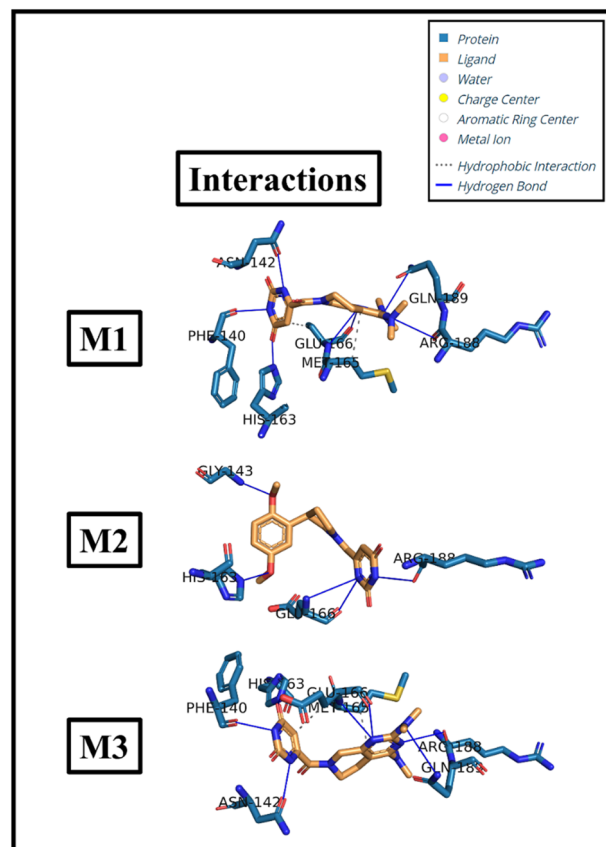 Protein
Ligand
Water
Charge Center
Aromatic Ring Center
Metal Ion
Hydrophobic Interaction
Hydrogen Bond
Interactions
M1
ASN-142
GLN-189
PHE-140
GLU-166
ARG-188
MET-165
HIS-163
M2
GLY-143
ARG-188
HIS-163
GLU-166
M3
HIS-163
GLU-166
PHE-140
MET-165
ARG-188
GLN-189
ASN-142